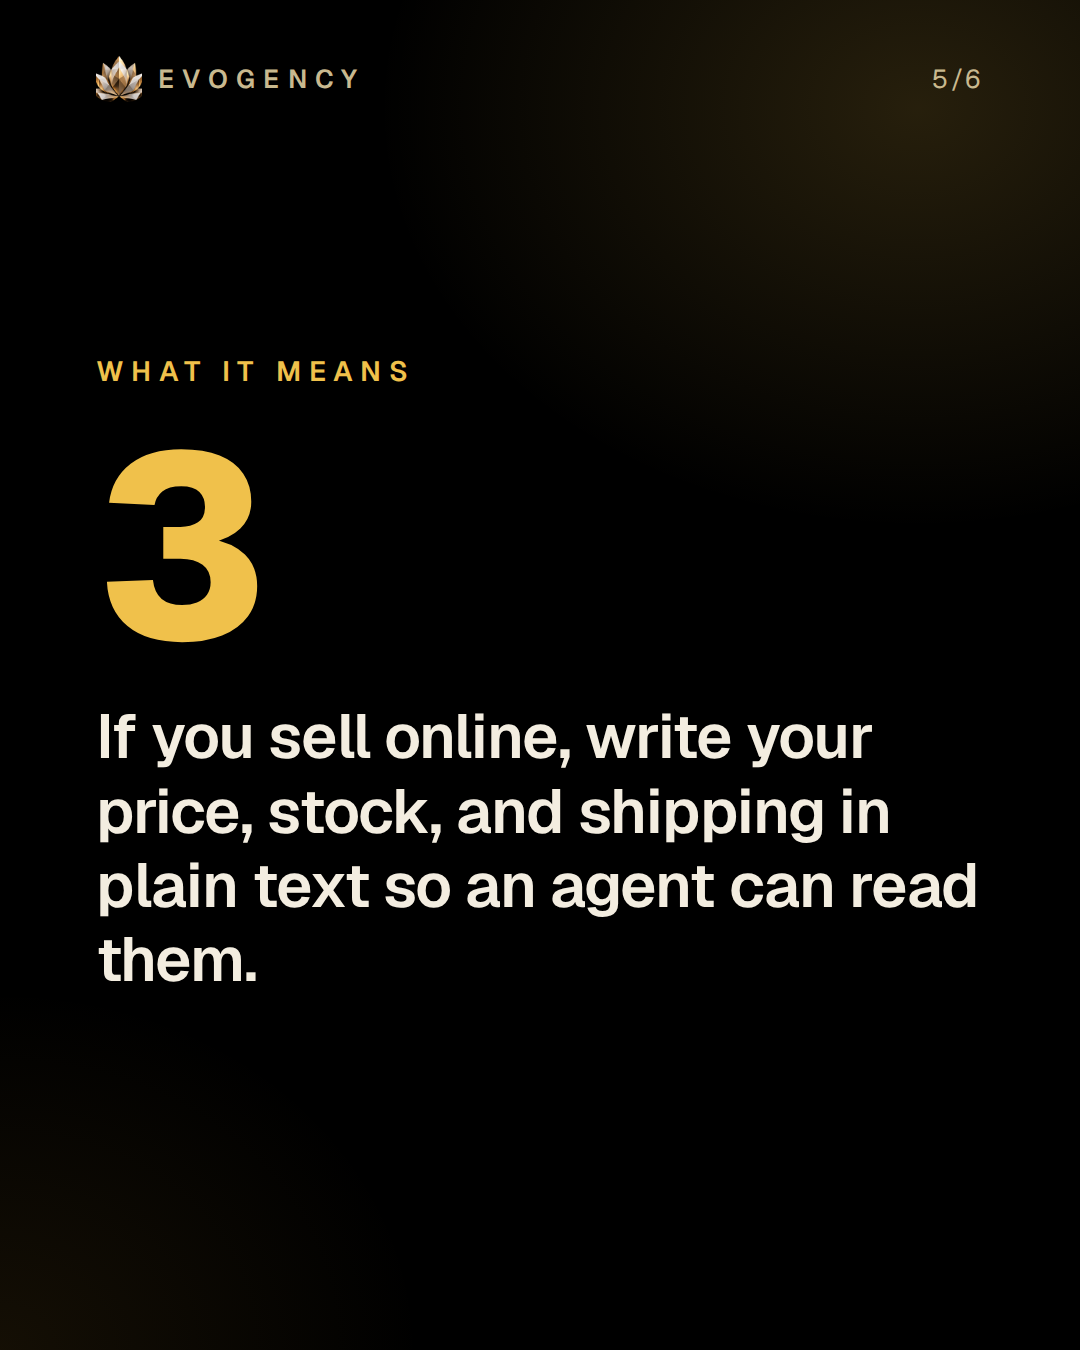 EVOGENCY
5/6
WHAT IT MEANS
3
If you sell online, write your
price, stock, and shipping in
plain text so an agent can read
them.